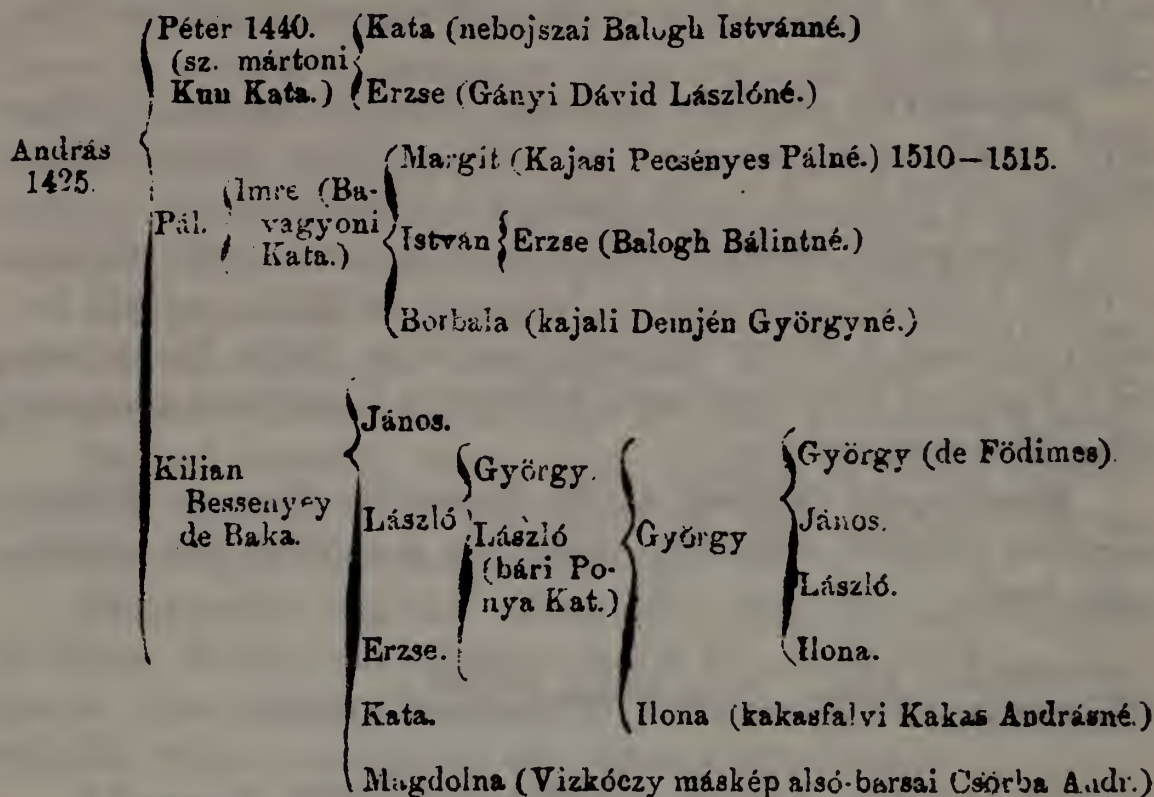 Péter 1440. Kata (nebojszai Balogh Istvánné.)
(sz. mártoni
Kun Kata.) Erzse (Gányi Dávid Lászlóné.)
András
1425.
Margit (Kajasi Pecsényes Pálné.) 1510–1515.
Imre (Ba-
Pál. vagyoni István Erzse (Balogh Bálintné.)
Kata.)
Borbala (kajali Demjén Györgyné.)
János.
György (de Födimes).
Kilian György.
Bessenyey László László György János.
de Baka. (bári Po-
nya Kat.) László.
Erzse. Ilona.
Kata. Ilona (kakasfalvi Kakas Andrásné.)
Magdolna (Vizkóczy máskép alsó-barsai Csórba Andr.)